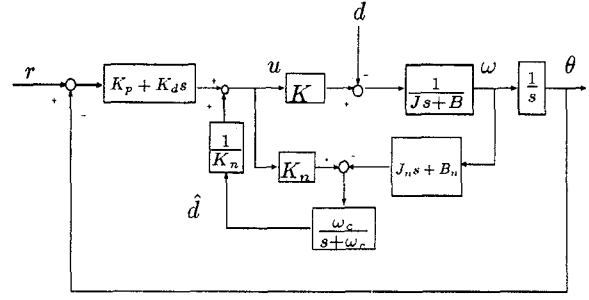 d
r
+
-
K_p + K_d s
+
+
u
K
+
-
1
Js+B
ω
1
s
θ
1
K_n
K_n
+
-
J_n s + B_n
d̂
ω_c
s+ω_c